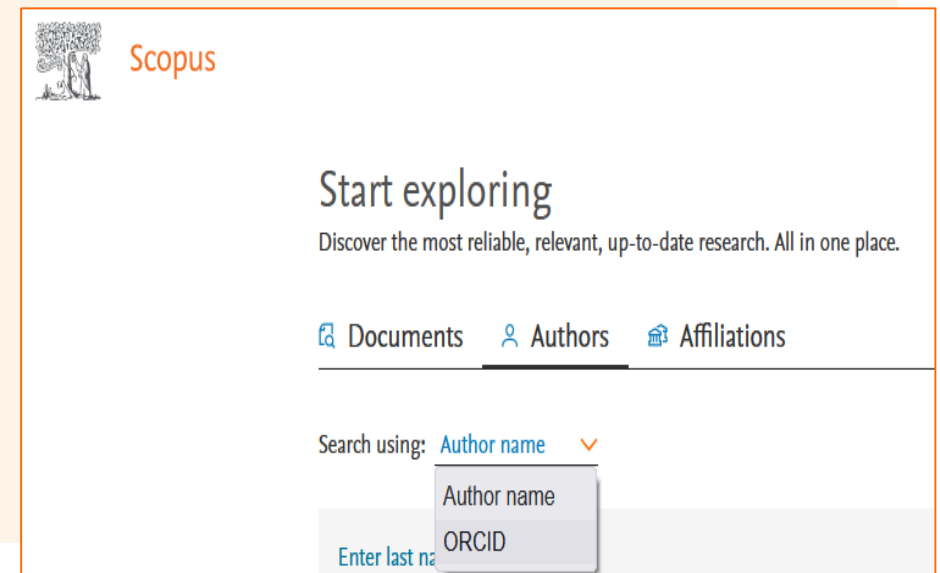 Scopus
Start exploring
Discover the most reliable, relevant, up-to-date research. All in one place.
Documents Authors Affiliations
Search using: Author name
Author name
ORCID
Enter last na